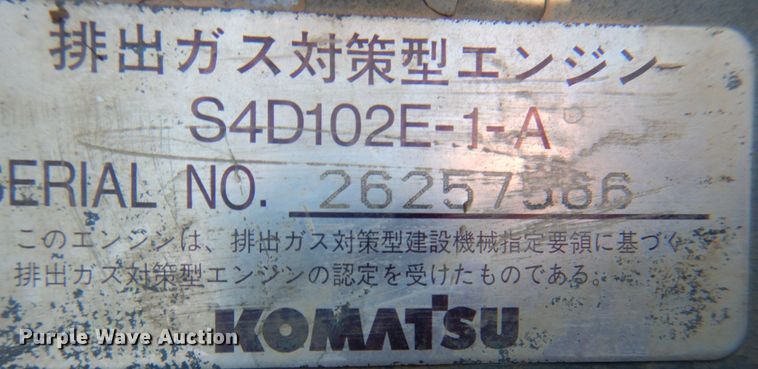 排出ガス対策型エンジン
S4D102E-1-A
SERIAL NO. 26257586
このエンジンは、排出ガス対策型建設機械指定要領に基づく
排出ガス対策型エンジンの認定を受けたものである。
KOMATSU
Purple Wave Auction